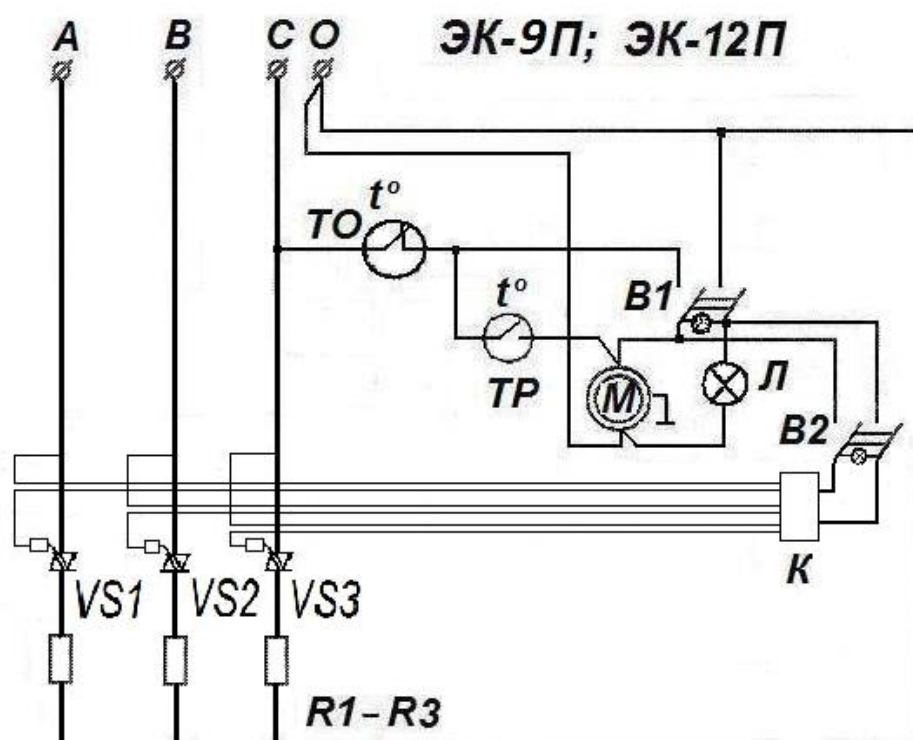 А В С О ЭК-9П; ЭК-12П
t°
ТО
t°
В1
ТР
М
Л
В2
К
VS1 VS2 VS3
R1-R3